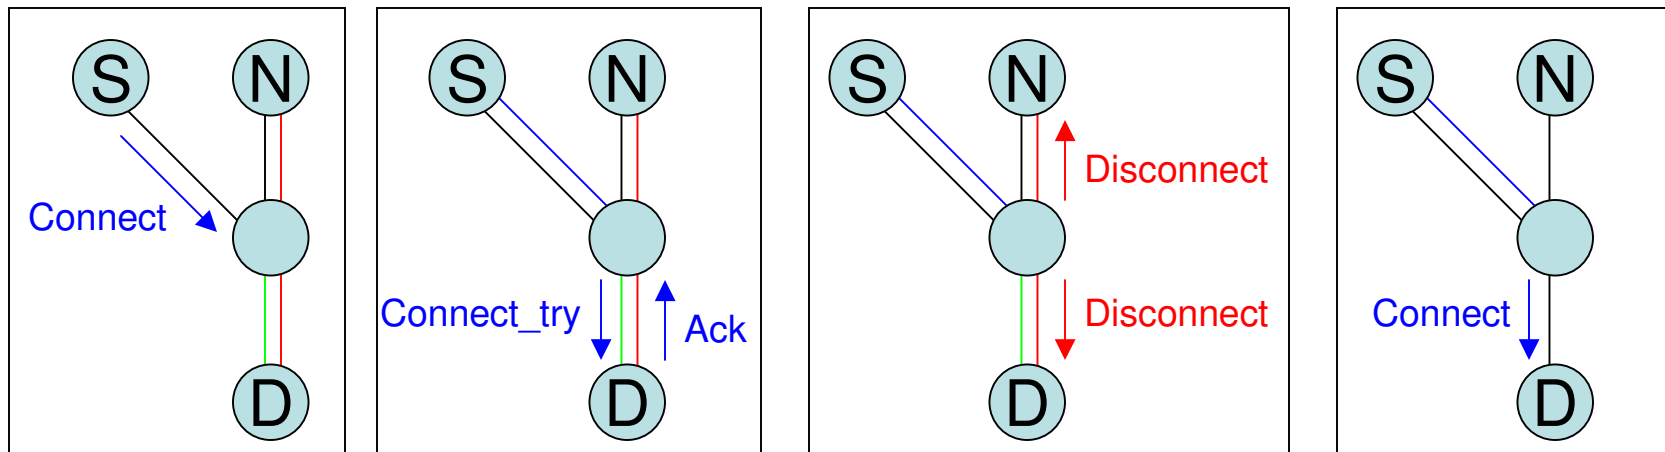 S N
Connect
D
S N
Connect_try
Ack
D
S N
Disconnect
Disconnect
D
S N
Connect
D